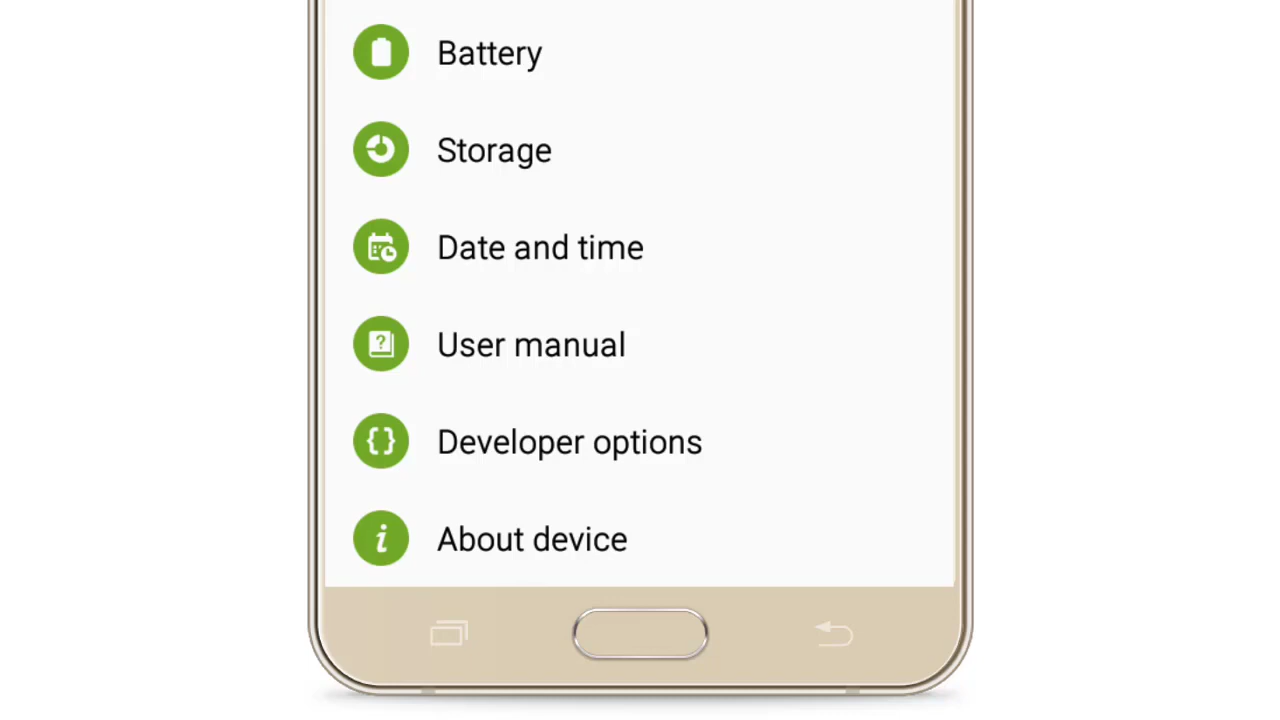 Battery
Storage
Date and time
User manual
Developer options
About device